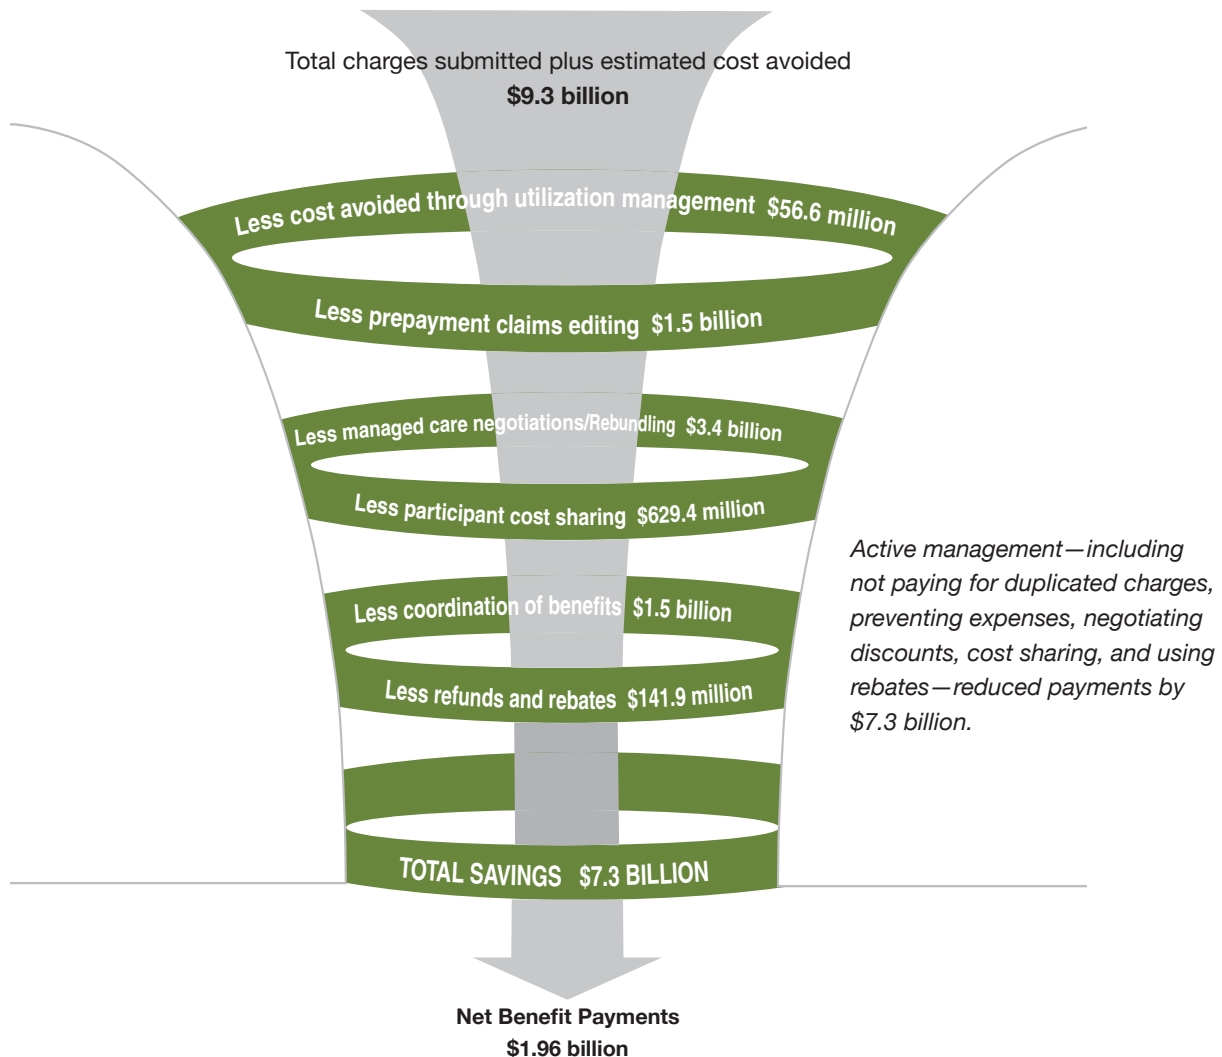 Total charges submitted plus estimated cost avoided
$9.3 billion
Less cost avoided through utilization management $56.6 million
Less prepayment claims editing $1.5 billion
Less managed care negotiations/Rebundling $3.4 billion
Less participant cost sharing $629.4 million
Less coordination of benefits $1.5 billion
Less refunds and rebates $141.9 million
TOTAL SAVINGS $7.3 BILLION
Net Benefit Payments
$1.96 billion
Active management—including
not paying for duplicated charges,
preventing expenses, negotiating
discounts, cost sharing, and using
rebates—reduced payments by
$7.3 billion.